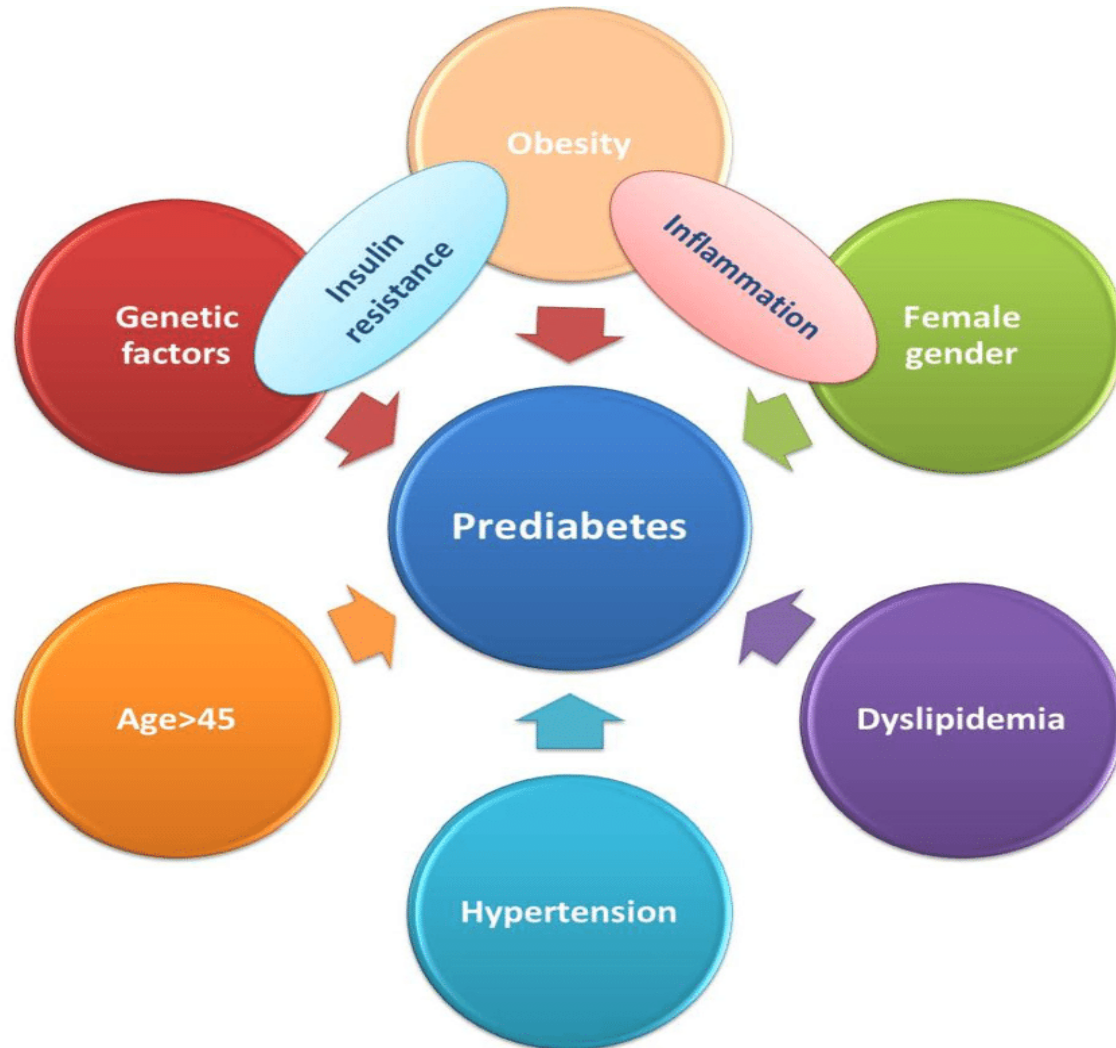 Obesity
Insulin
resistance
Inflammation
Genetic
factors
Female
gender
Prediabetes
Age>45
Dyslipidemia
Hypertension